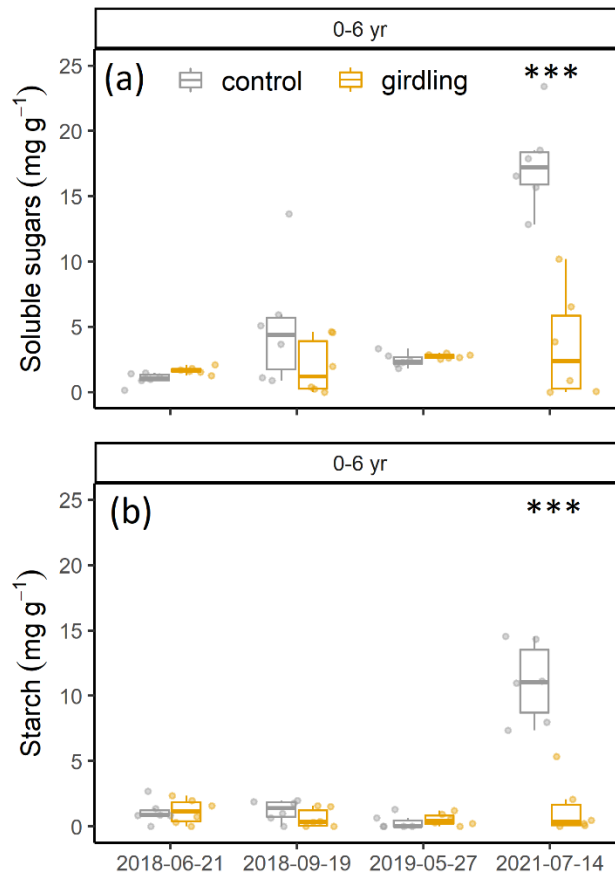 0-6 yr
(a) control girdling ***
25
20
15
10
5
0
Soluble sugars (mg g⁻¹)
0-6 yr
(b) ***
25
20
15
10
5
0
Starch (mg g⁻¹)
2018-06-21 2018-09-19 2019-05-27 2021-07-14